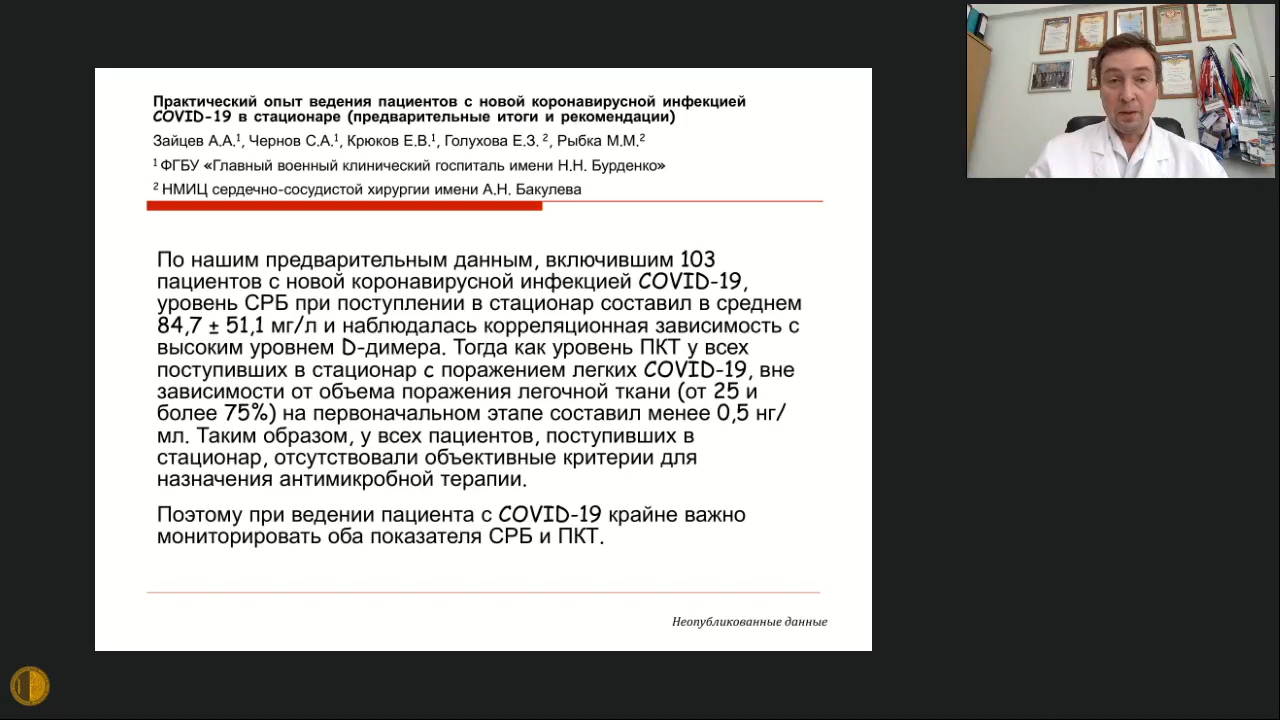 Практический опыт ведения пациентов с новой коронавирусной инфекцией
COVID-19 в стационаре (предварительные итоги и рекомендации)
Зайцев А.А.¹, Чернов С.А.¹, Крюков Е.В.¹, Голухова Е.З. ², Рыбка М.М.²
¹ ФГБУ «Главный военный клинический госпиталь имени Н.Н. Бурденко»
² НМИЦ сердечно-сосудистой хирургии имени А.Н. Бакулева
По нашим предварительным данным, включившим 103
пациентов с новой коронавирусной инфекцией COVID-19,
уровень СРБ при поступлении в стационар составил в среднем
84,7 ± 51,1 мг/л и наблюдалась корреляционная зависимость с
высоким уровнем D-димера. Тогда как уровень ПКТ у всех
поступивших в стационар с поражением легких COVID-19, вне
зависимости от объема поражения легочной ткани (от 25 и
более 75%) на первоначальном этапе составил менее 0,5 нг/
мл. Таким образом, у всех пациентов, поступивших в
стационар, отсутствовали объективные критерии для
назначения антимикробной терапии.
Поэтому при ведении пациента с COVID-19 крайне важно
мониторировать оба показателя СРБ и ПКТ.
Неопубликованные данные